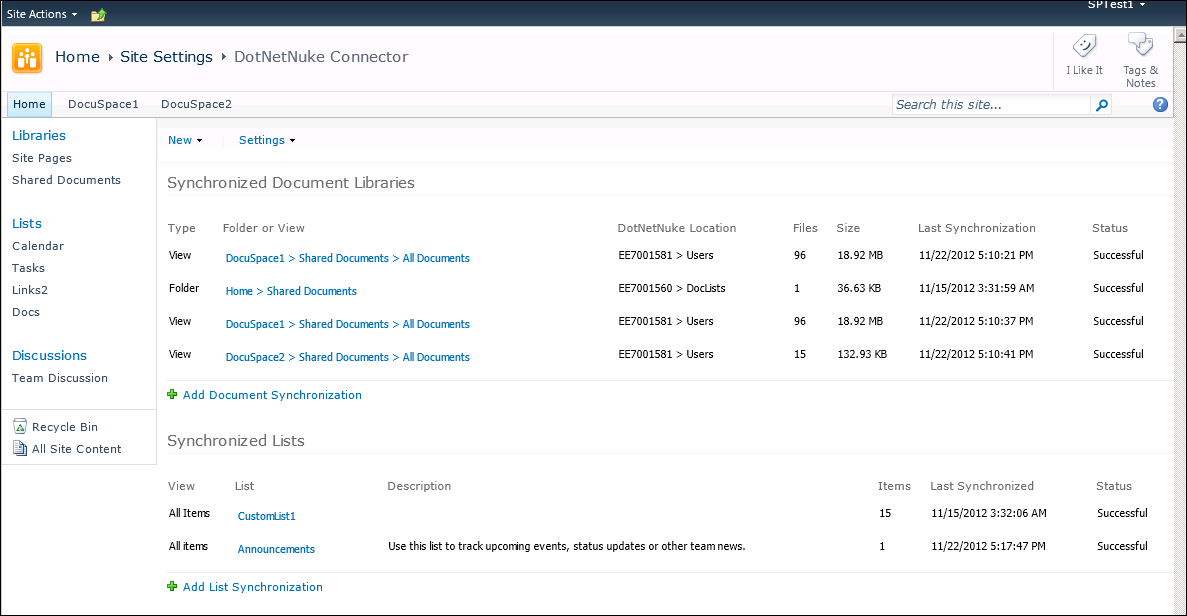 SPTest1
Site Actions
Home Site Settings DotNetNuke Connector
I Like It
Tags & Notes
Home DocuSpace1 DocuSpace2
Search this site...
Libraries
Site Pages
Shared Documents
Lists
Calendar
Tasks
Links2
Docs
Discussions
Team Discussion
Recycle Bin
All Site Content
New Settings
Synchronized Document Libraries
Type Folder or View DotNetNuke Location Files Size Last Synchronization Status
View DocuSpace1 > Shared Documents > All Documents EE7001581 > Users 96 18.92 MB 11/22/2012 5:10:21 PM Successful
Folder Home > Shared Documents EE7001560 > DocLists 1 36.63 KB 11/15/2012 3:31:59 AM Successful
View DocuSpace1 > Shared Documents > All Documents EE7001581 > Users 96 18.92 MB 11/22/2012 5:10:37 PM Successful
View DocuSpace2 > Shared Documents > All Documents EE7001581 > Users 15 132.93 KB 11/22/2012 5:10:41 PM Successful
Add Document Synchronization
Synchronized Lists
View List Description Items Last Synchronized Status
All Items CustomList1 15 11/15/2012 3:32:06 AM Successful
All items Announcements Use this list to track upcoming events, status updates or other team news. 1 11/22/2012 5:17:47 PM Successful
Add List Synchronization